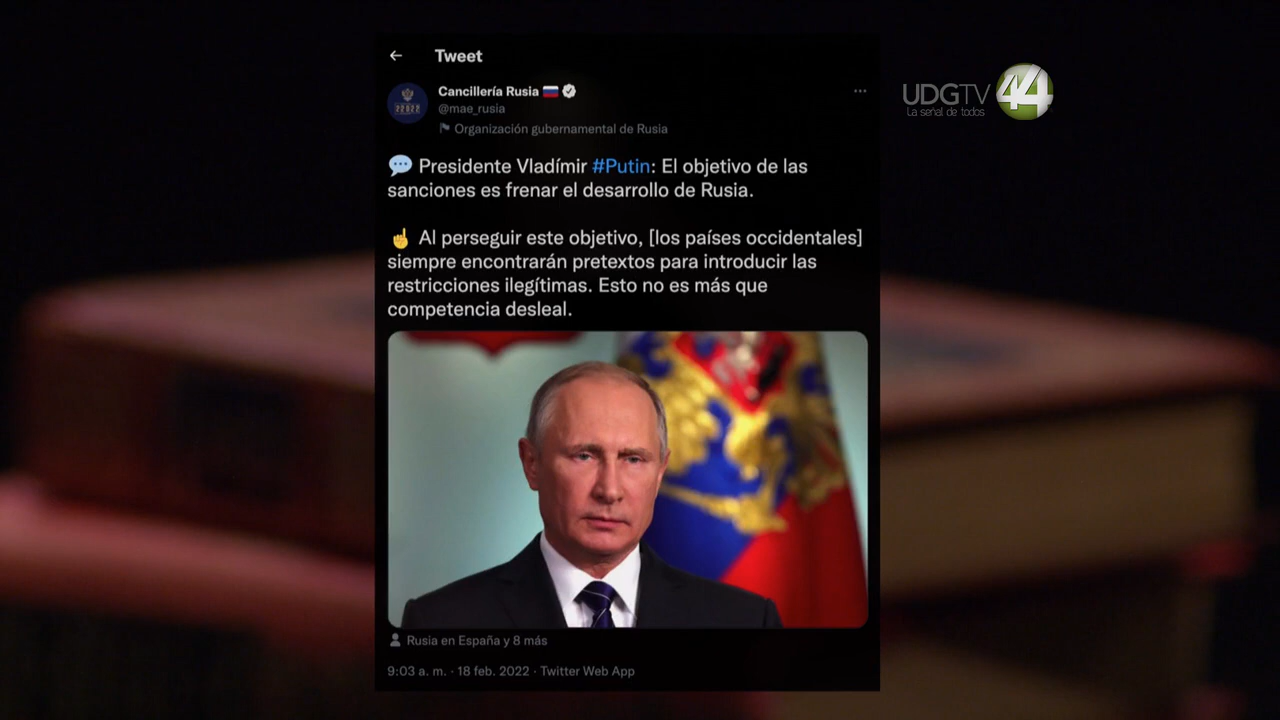 Tweet
UDGTV 44
La señal de todos
Cancillería Rusia
@mae_rusia
Organización gubernamental de Rusia
Presidente Vladímir #Putin: El objetivo de las
sanciones es frenar el desarrollo de Rusia.
Al perseguir este objetivo, [los países occidentales]
siempre encontrarán pretextos para introducir las
restricciones ilegítimas. Esto no es más que
competencia desleal.
Rusia en España y 8 más
9:03 a. m. · 18 feb. 2022 · Twitter Web App